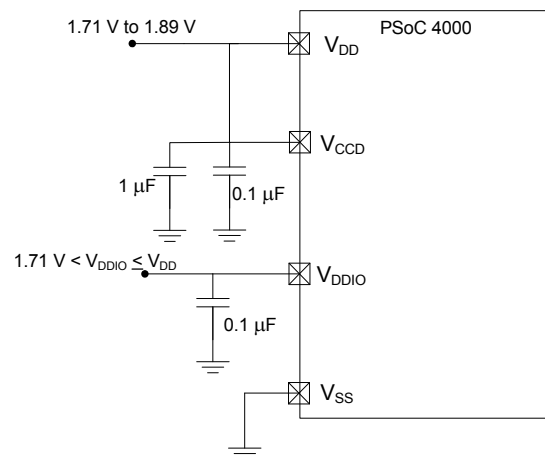 PSoC 4000
1.71 V to 1.89 V
VDD
VCCD
1 μF
0.1 μF
1.71 V < VDDIO ≤ VDD
VDDIO
0.1 μF
VSS